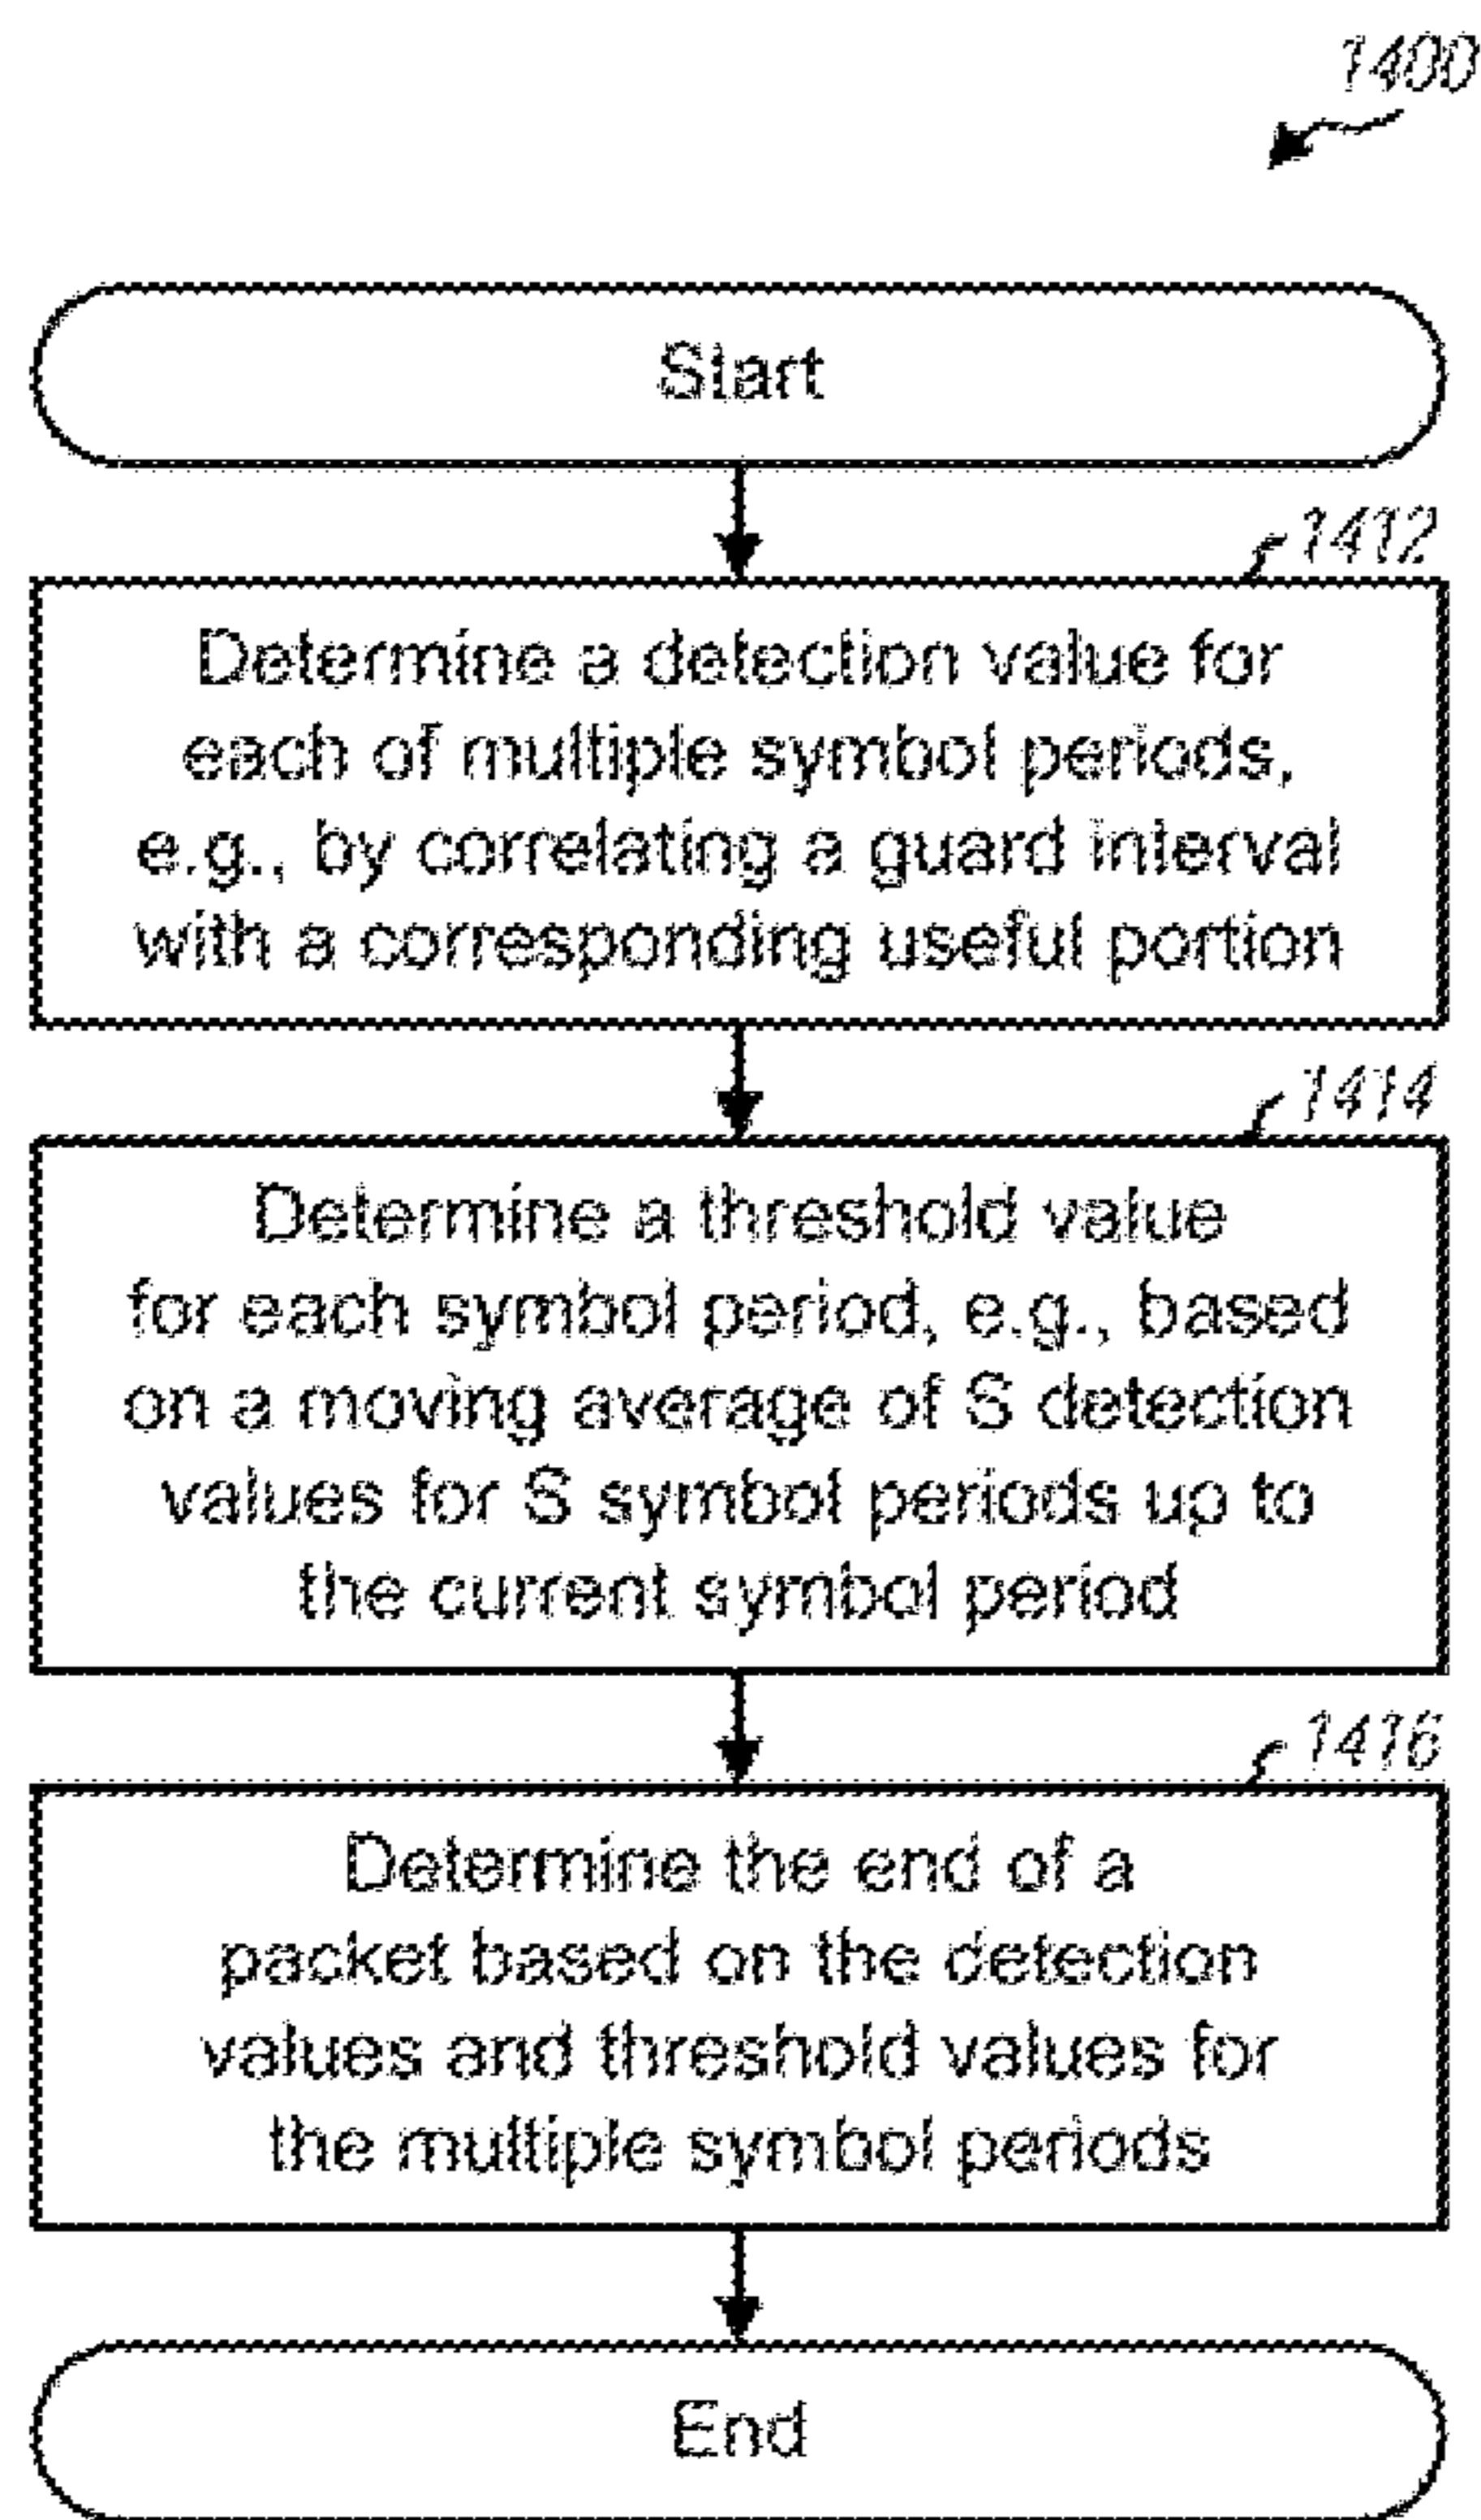 1400
Start
1412
Determine a detection value for
each of multiple symbol periods,
e.g., by correlating a guard interval
with a corresponding useful portion
1414
Determine a threshold value
for each symbol period, e.g., based
on a moving average of S detection
values for S symbol periods up to
the current symbol period
1416
Determine the end of a
packet based on the detection
values and threshold values for
the multiple symbol periods
End